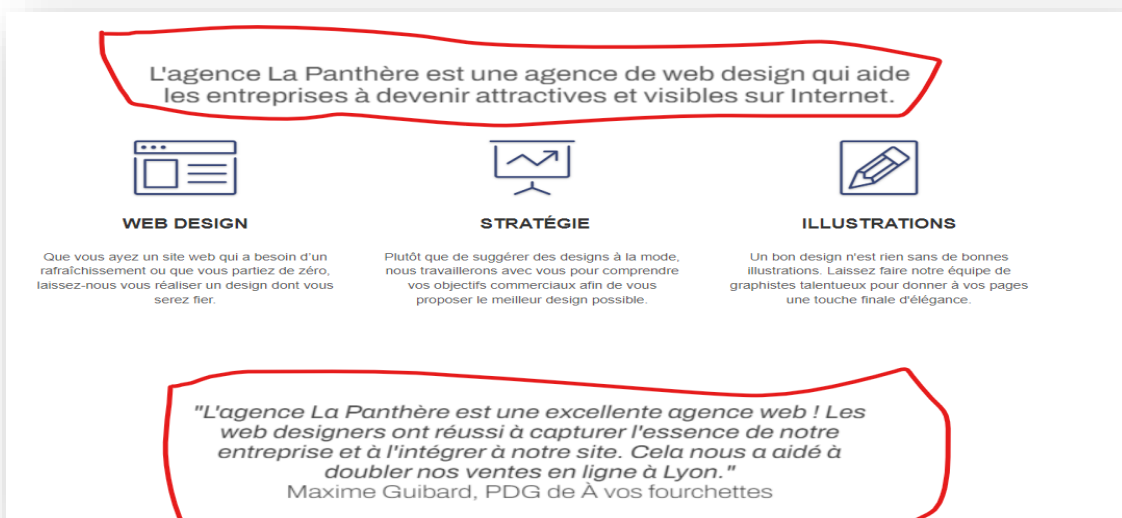 L'agence La Panthère est une agence de web design qui aide
les entreprises à devenir attractives et visibles sur Internet.
WEB DESIGN
Que vous ayez un site web qui a besoin d'un
rafraîchissement ou que vous partiez de zéro,
laissez-nous vous réaliser un design dont vous
serez fier.
STRATÉGIE
Plutôt que de suggérer des designs à la mode,
nous travaillerons avec vous pour comprendre
vos objectifs commerciaux afin de vous
proposer le meilleur design possible.
ILLUSTRATIONS
Un bon design n'est rien sans de bonnes
illustrations. Laissez faire notre équipe de
graphistes talentueux pour donner à vos pages
une touche finale d'élégance.
"L'agence La Panthère est une excellente agence web ! Les
web designers ont réussi à capturer l'essence de notre
entreprise et à l'intégrer à notre site. Cela nous a aidé à
doubler nos ventes en ligne à Lyon."
Maxime Guibard, PDG de À vos fourchettes